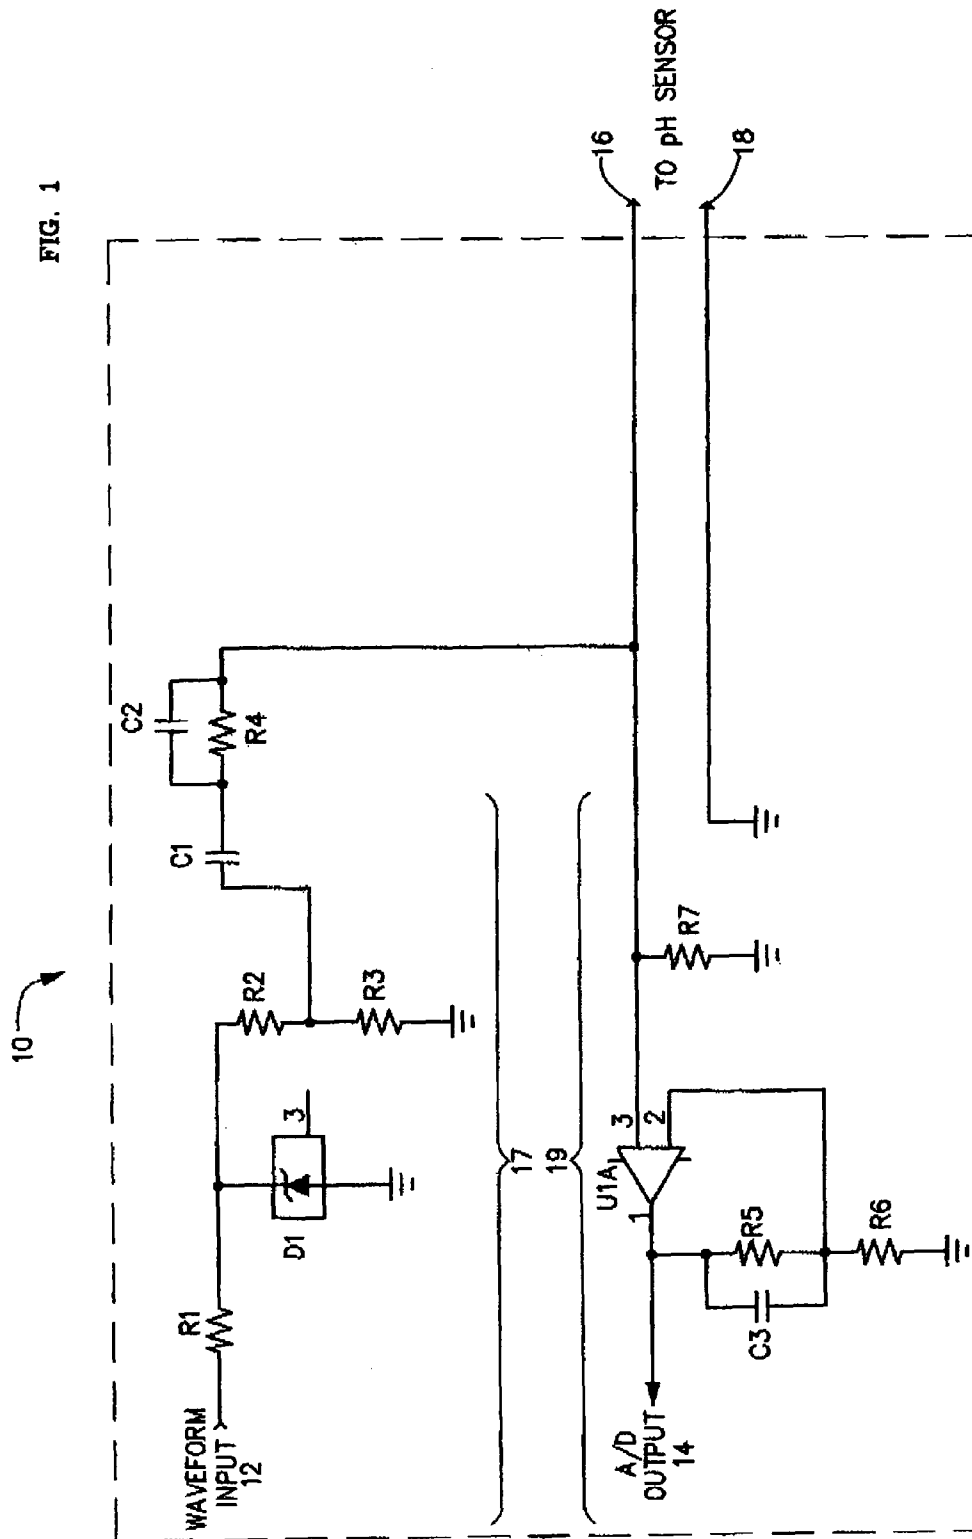 FIG. 1
10
WAVEFORM
INPUT
12
R1
D1
3
R2
R3
C1
C2
R4
17
19
A/D
OUTPUT
14
1
U1A
3
2
C3
R5
R6
R7
16
TO pH SENSOR
18